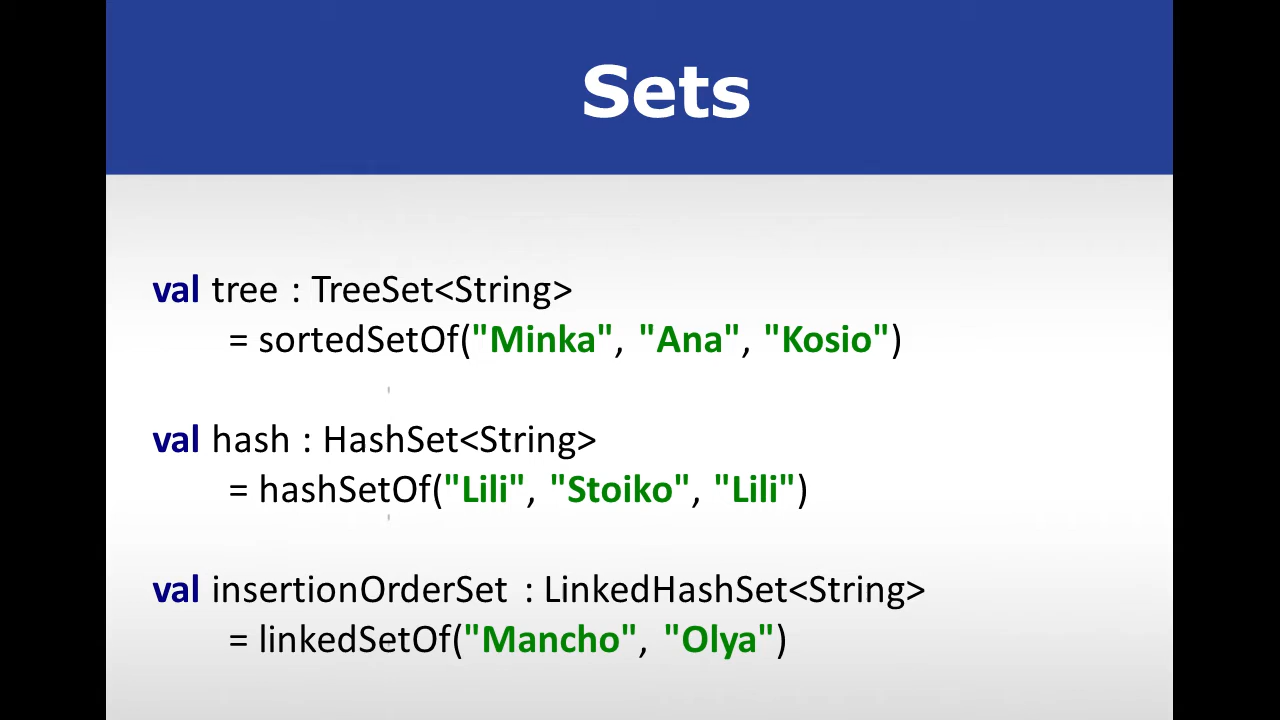 Sets
val tree : TreeSet<String>
= sortedSetOf("Minka", "Ana", "Kosio")
val hash : HashSet<String>
= hashSetOf("Lili", "Stoiko", "Lili")
val insertionOrderSet : LinkedHashSet<String>
= linkedSetOf("Mancho", "Olya")